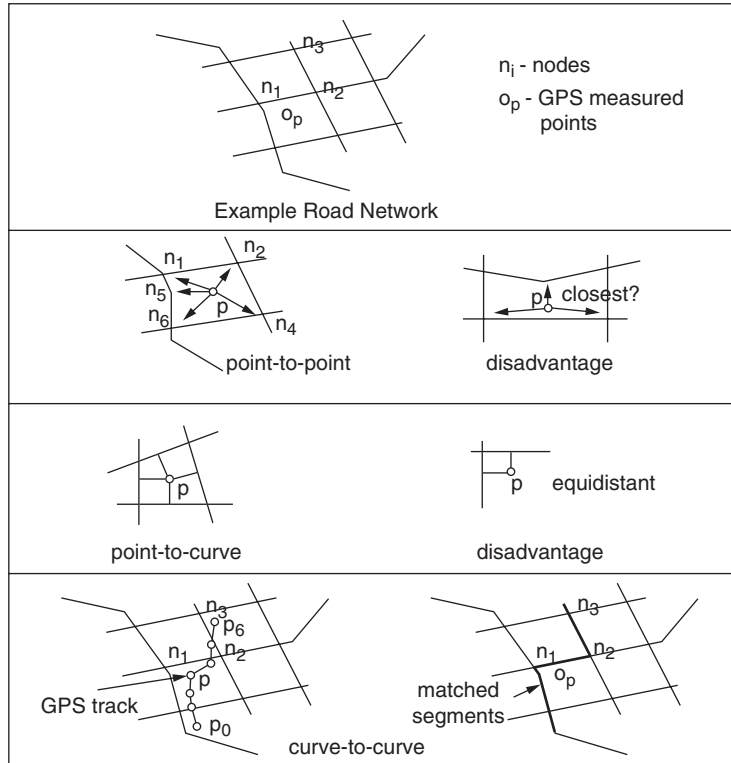 n3
ni - nodes
n1
n2
op - GPS measured
points
op
Example Road Network
n1
n2
n5
p
n6
n4
p
closest?
point-to-point
disadvantage
p
p
equidistant
point-to-curve
disadvantage
n3
p6
n1
n2
p
GPS track
p0
n3
n1
n2
op
matched
segments
curve-to-curve